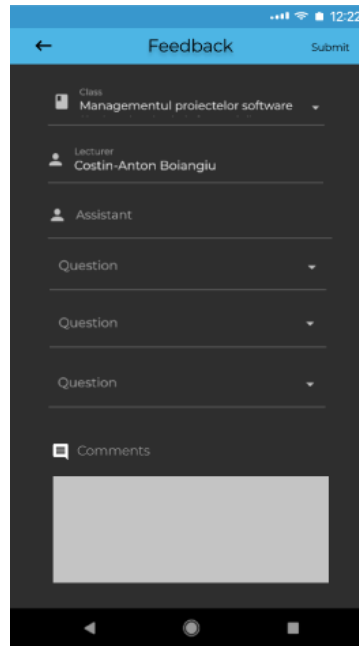 12:22
Feedback
Submit
Class
Managementul proiectelor software
Lecturer
Costin-Anton Boiangiu
Assistant
Question
Question
Question
Comments